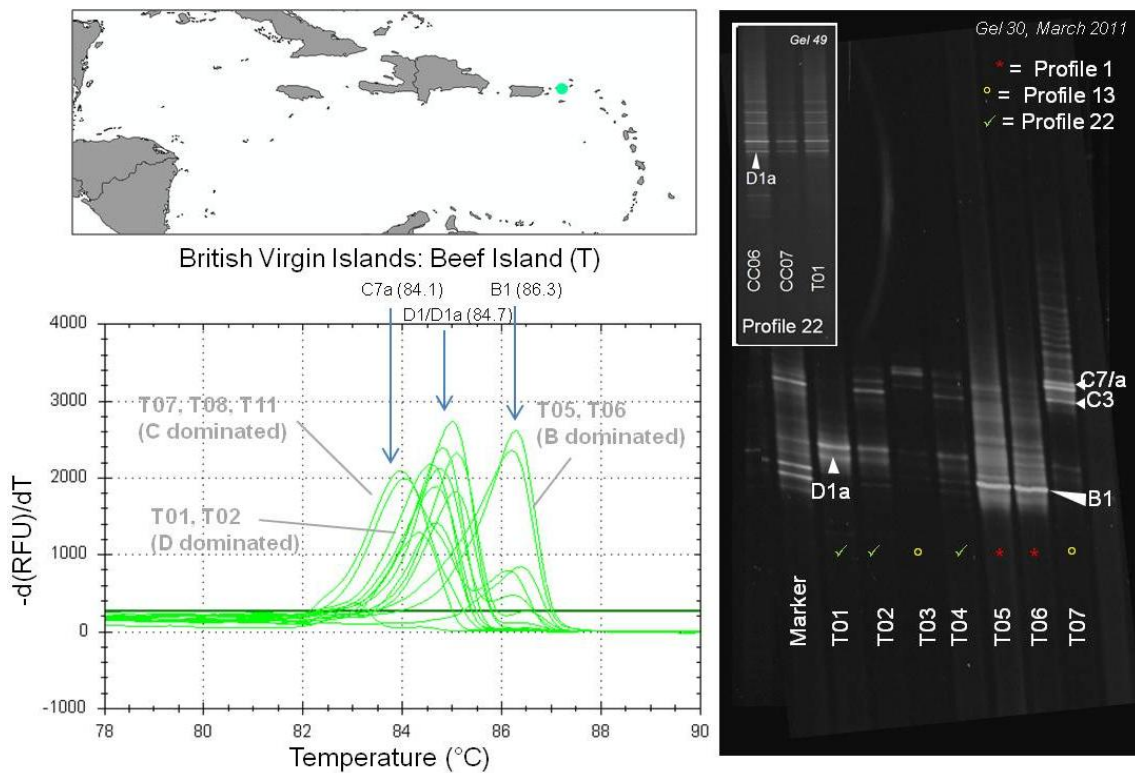 British Virgin Islands: Beef Island (T)
C7a (84.1)
B1 (86.3)
D1/D1a (84.7)
4000
3000
2000
1000
0
-1000
-d(RFU)/dT
T07, T08, T11
(C dominated)
T05, T06
(B dominated)
T01, T02
(D dominated)
78
80
82
84
86
88
90
Temperature (°C)
Gel 30, March 2011
* = Profile 1
° = Profile 13
✓ = Profile 22
Gel 49
D1a
CC06
CC07
T01
Profile 22
C7/a
C3
D1a
B1
✓ ✓ ° ✓ * * °
Marker
T01
T02
T03
T04
T05
T06
T07